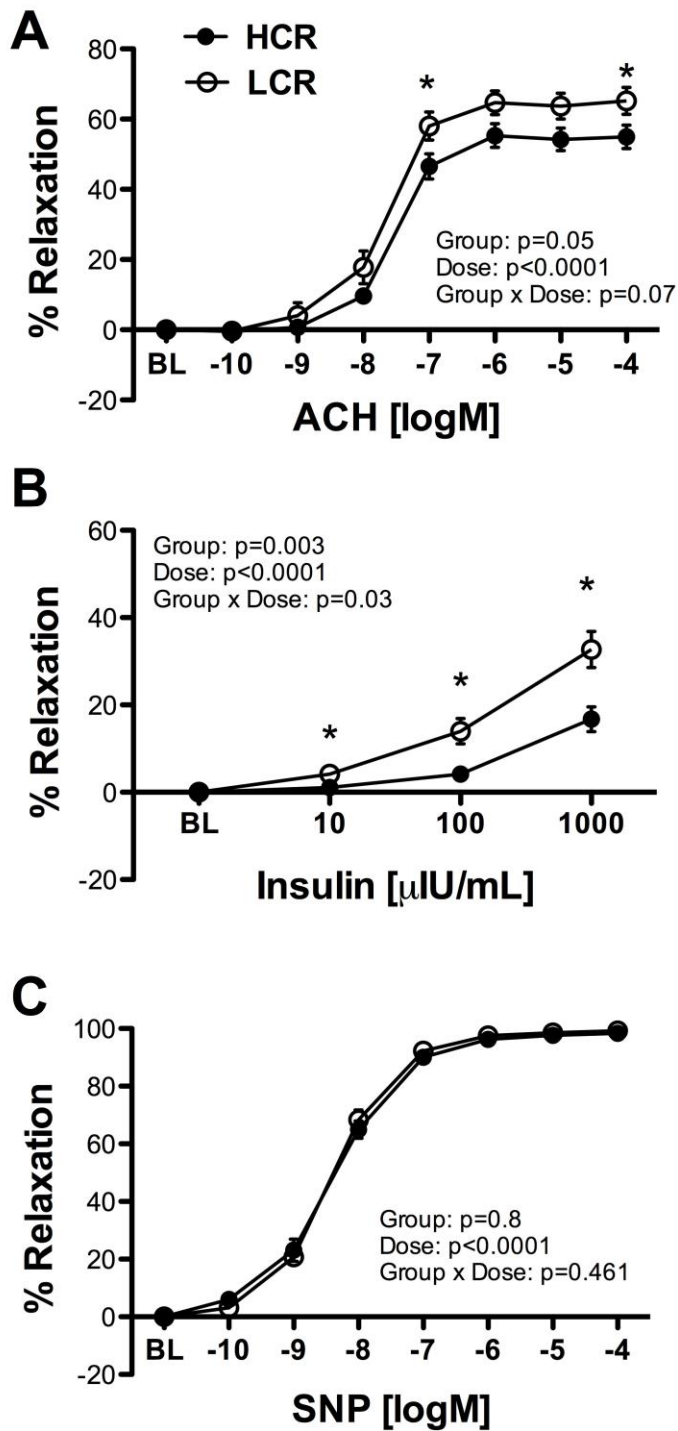 A
HCR
LCR
80
60
40
20
0
-20
% Relaxation
*
*
Group: p=0.05
Dose: p<0.0001
Group x Dose: p=0.07
BL -10 -9 -8 -7 -6 -5 -4
ACH [logM]
B
60
40
20
0
-20
% Relaxation
Group: p=0.003
Dose: p<0.0001
Group x Dose: p=0.03
*
*
*
BL 10 100 1000
Insulin [μIU/mL]
C
100
80
60
40
20
0
-20
% Relaxation
Group: p=0.8
Dose: p<0.0001
Group x Dose: p=0.461
BL -10 -9 -8 -7 -6 -5 -4
SNP [logM]